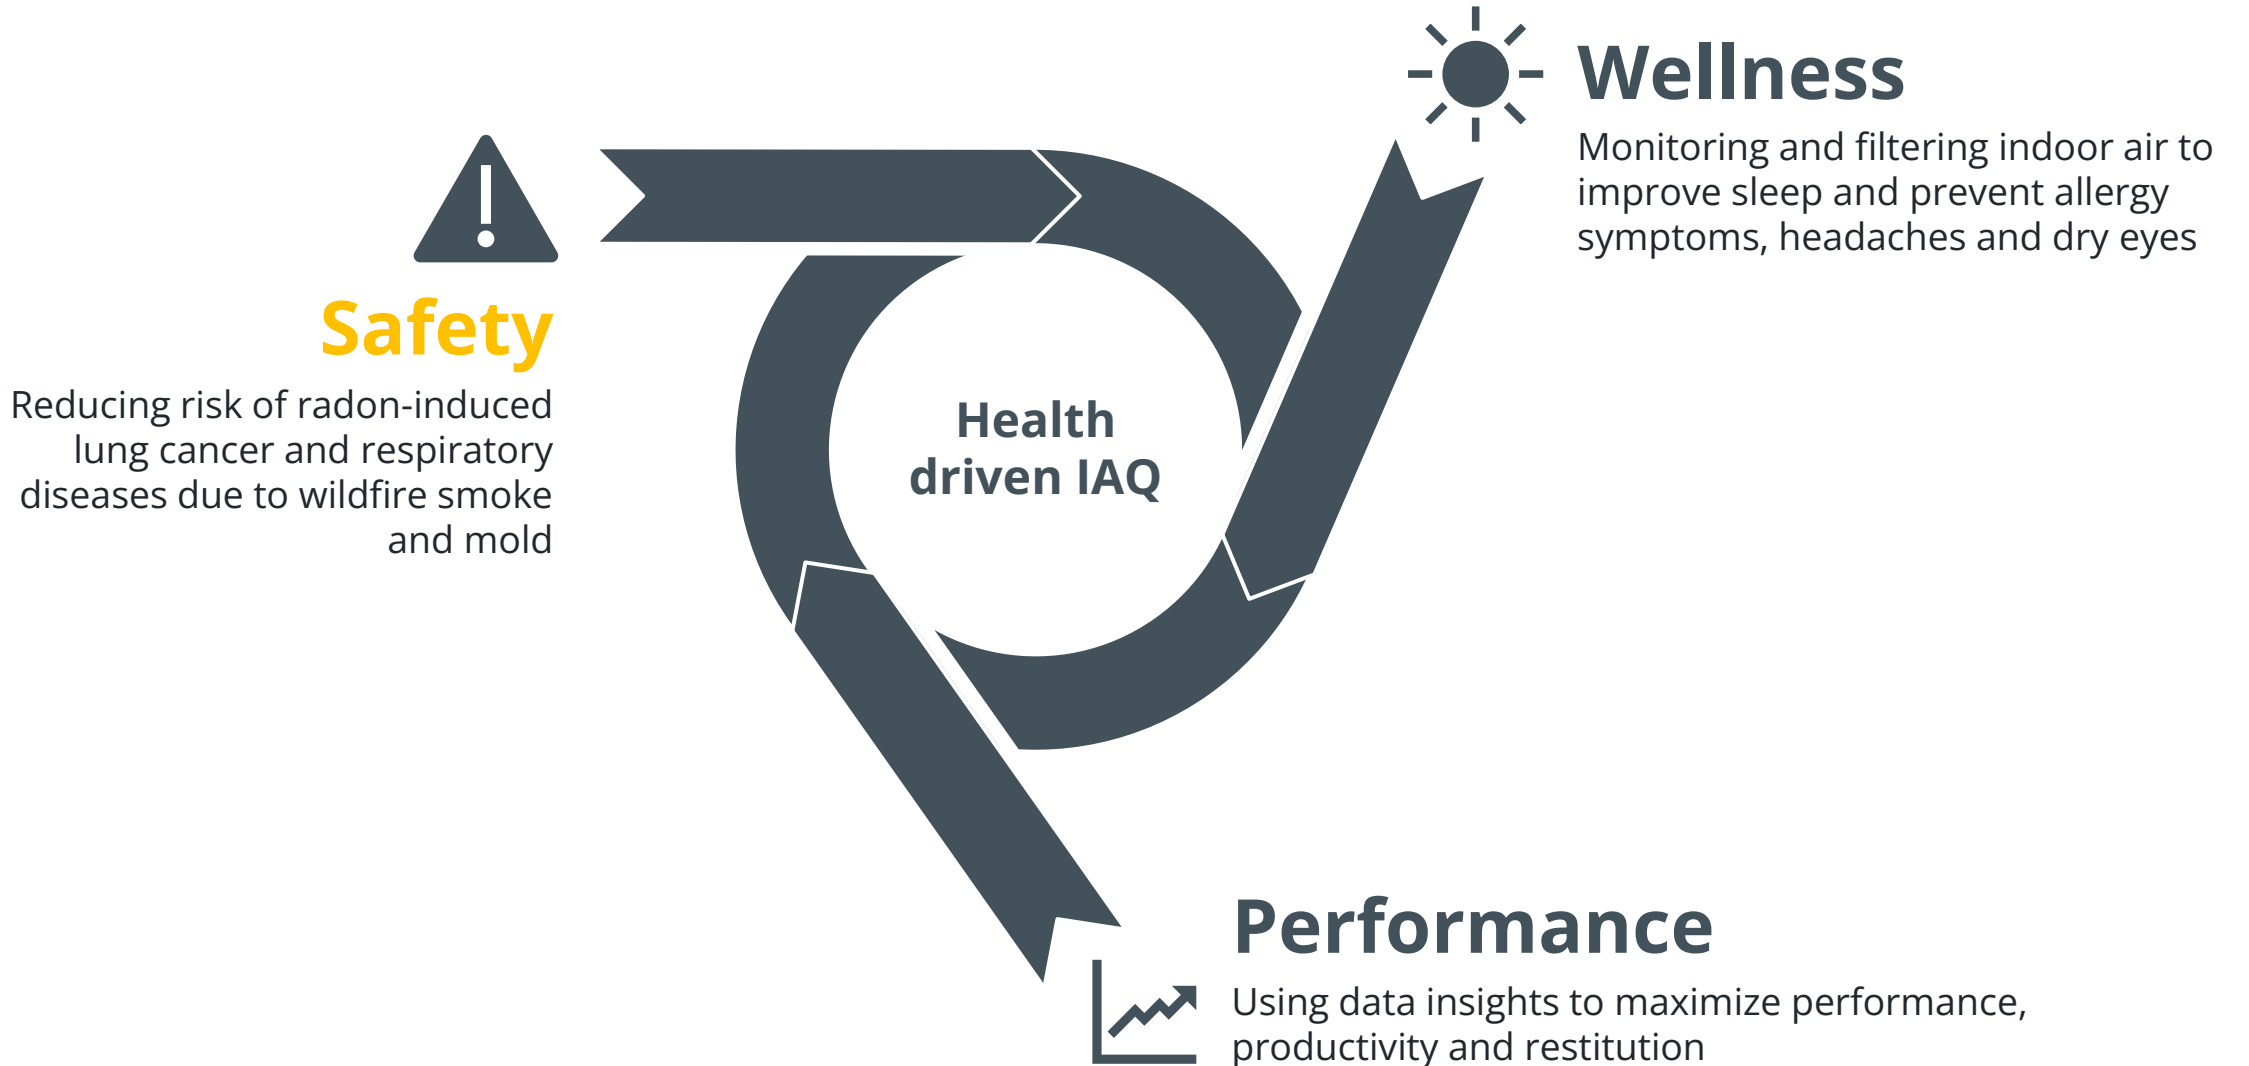 Wellness
Monitoring and filtering indoor air to
improve sleep and prevent allergy
symptoms, headaches and dry eyes
Safety
Reducing risk of radon-induced
lung cancer and respiratory
diseases due to wildfire smoke
and mold
Health
driven IAQ
Performance
Using data insights to maximize performance,
productivity and restitution